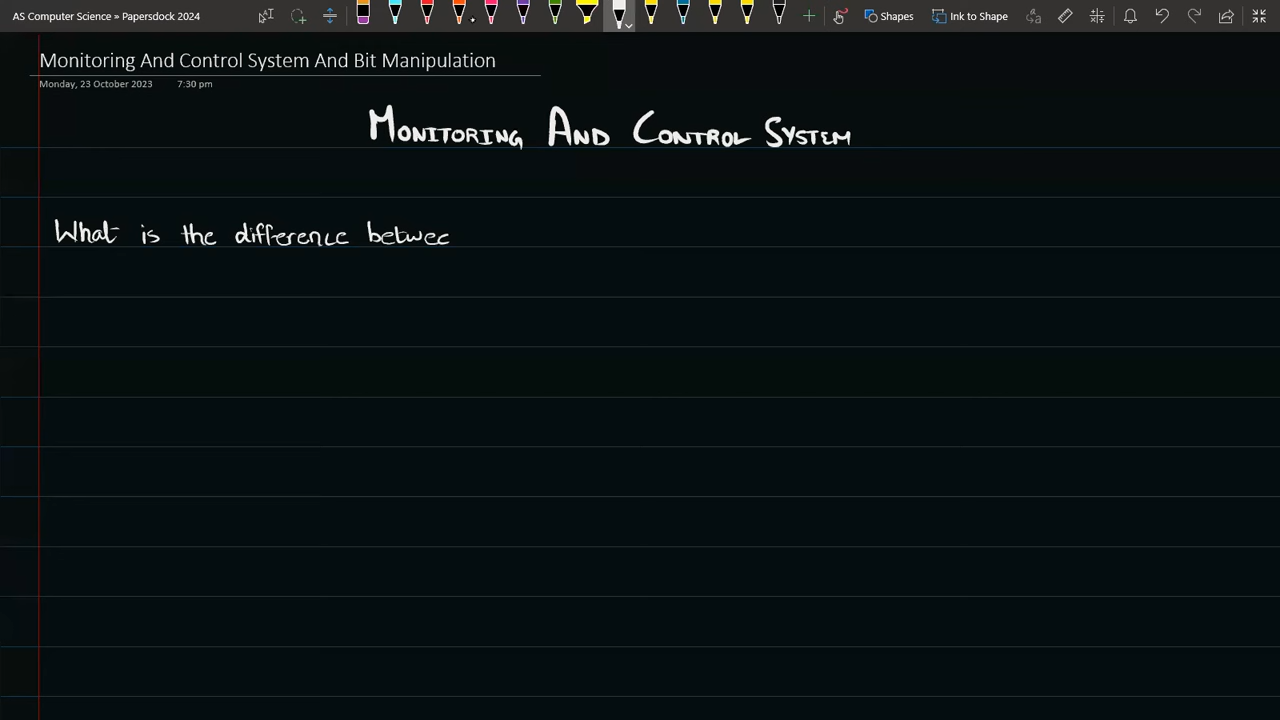 AS Computer Science » Papersdock 2024
Shapes
Ink to Shape
Monitoring And Control System And Bit Manipulation
Monday, 23 October 2023 7:30 pm
MONITORING AND CONTROL SYSTEM
What is the difference betwee